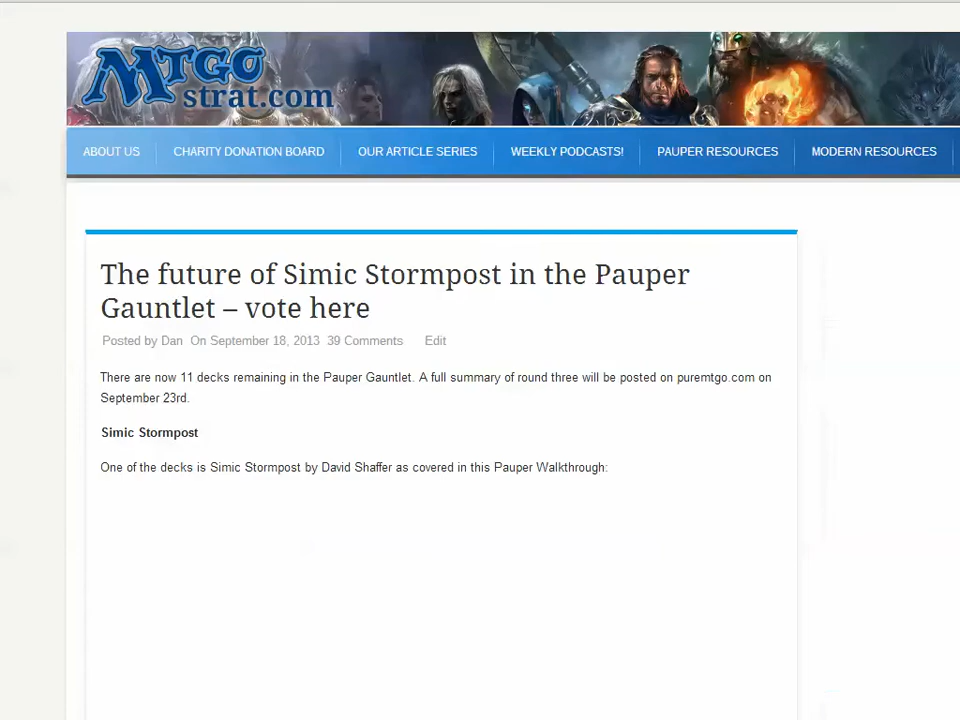 MTGO
strat.com
ABOUT US CHARITY DONATION BOARD OUR ARTICLE SERIES WEEKLY PODCASTS! PAUPER RESOURCES MODERN RESOURCES
The future of Simic Stormpost in the Pauper
Gauntlet – vote here
Posted by Dan On September 18, 2013 39 Comments Edit
There are now 11 decks remaining in the Pauper Gauntlet. A full summary of round three will be posted on puremtgo.com on
September 23rd.
Simic Stormpost
One of the decks is Simic Stormpost by David Shaffer as covered in this Pauper Walkthrough: